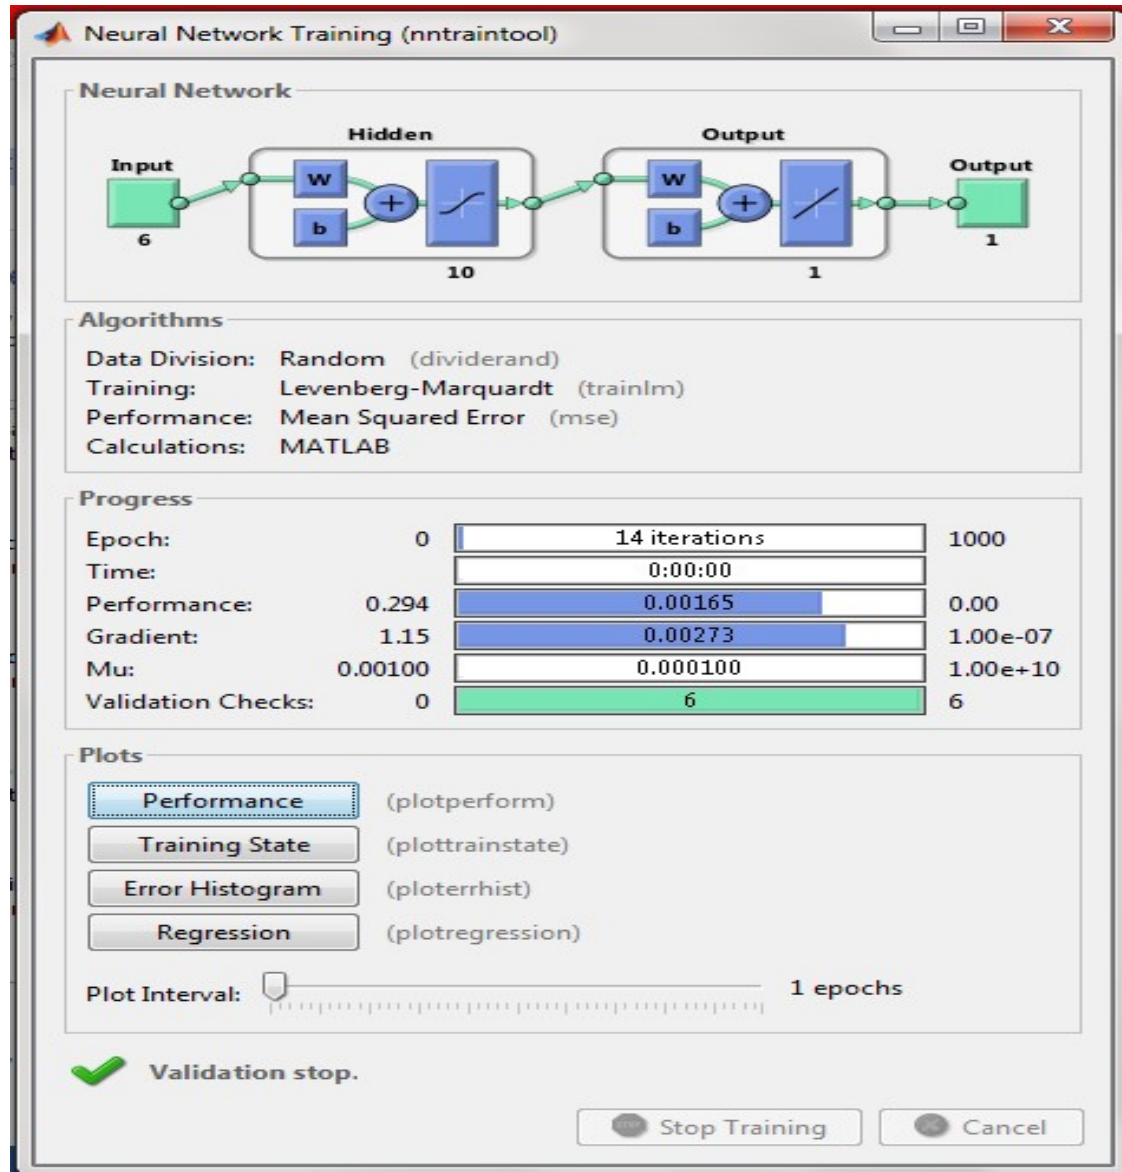 Neural Network Training (nntraintool)
Neural Network
Hidden Output
Input Output
W W
b b
6 1
10 1
Algorithms
Data Division: Random (dividerand)
Training: Levenberg-Marquardt (trainlm)
Performance: Mean Squared Error (mse)
Calculations: MATLAB
Progress
Epoch: 0 14 iterations 1000
Time: 0:00:00
Performance: 0.294 0.00165 0.00
Gradient: 1.15 0.00273 1.00e-07
Mu: 0.00100 0.000100 1.00e+10
Validation Checks: 0 6 6
Plots
Performance (plotperform)
Training State (plottrainstate)
Error Histogram (ploterrhist)
Regression (plotregression)
Plot Interval: 1 epochs
Validation stop.
Stop Training Cancel